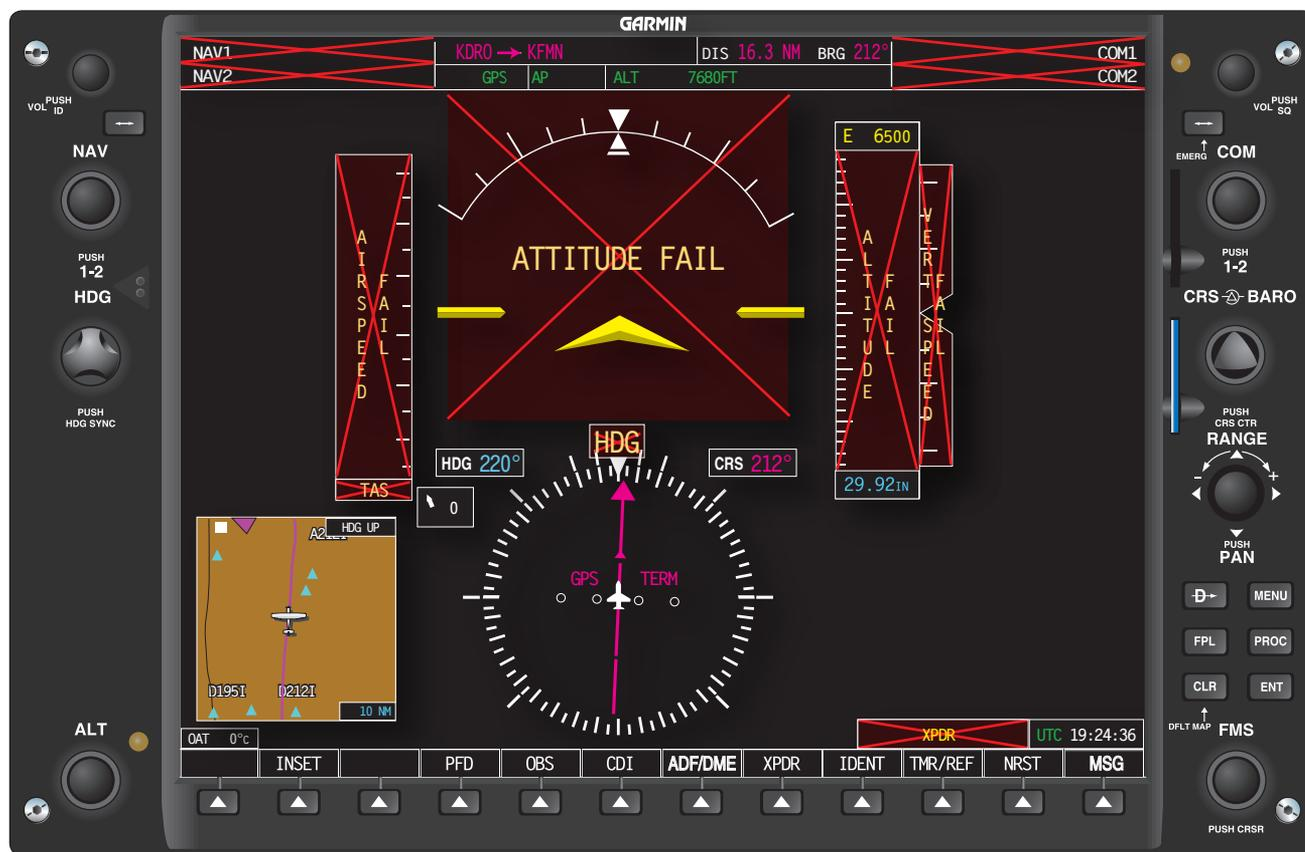 GARMIN
NAV1
KDRO → KFMN
DIS 16.3 NM BRG 212°
COM1
NAV2
GPS
AP
ALT
7680FT
COM2
VOL PUSH ID
VOL PUSH SQ
NAV
EMERG
COM
PUSH
1-2
PUSH
1-2
HDG
CRS BARO
PUSH
HDG SYNC
PUSH
CRS CTR
RANGE
- +
PUSH
PAN
E 6500
AIRSPEED
FAIL
ATTITUDE FAIL
ALTITUDE
FAIL
VERT SPEED
FAIL
TAS
HDG
HDG 220°
CRS 212°
29.92IN
0
GPS
TERM
HDG UP
D195I
D212I
10 NM
D
MENU
FPL
PROC
CLR
ENT
DFLT MAP
FMS
PUSH CRSR
ALT
OAT 0°C
XPDR
UTC 19:24:36
INSET
PFD
OBS
CDI
ADF/DME
XPDR
IDENT
TMR/REF
NRST
MSG